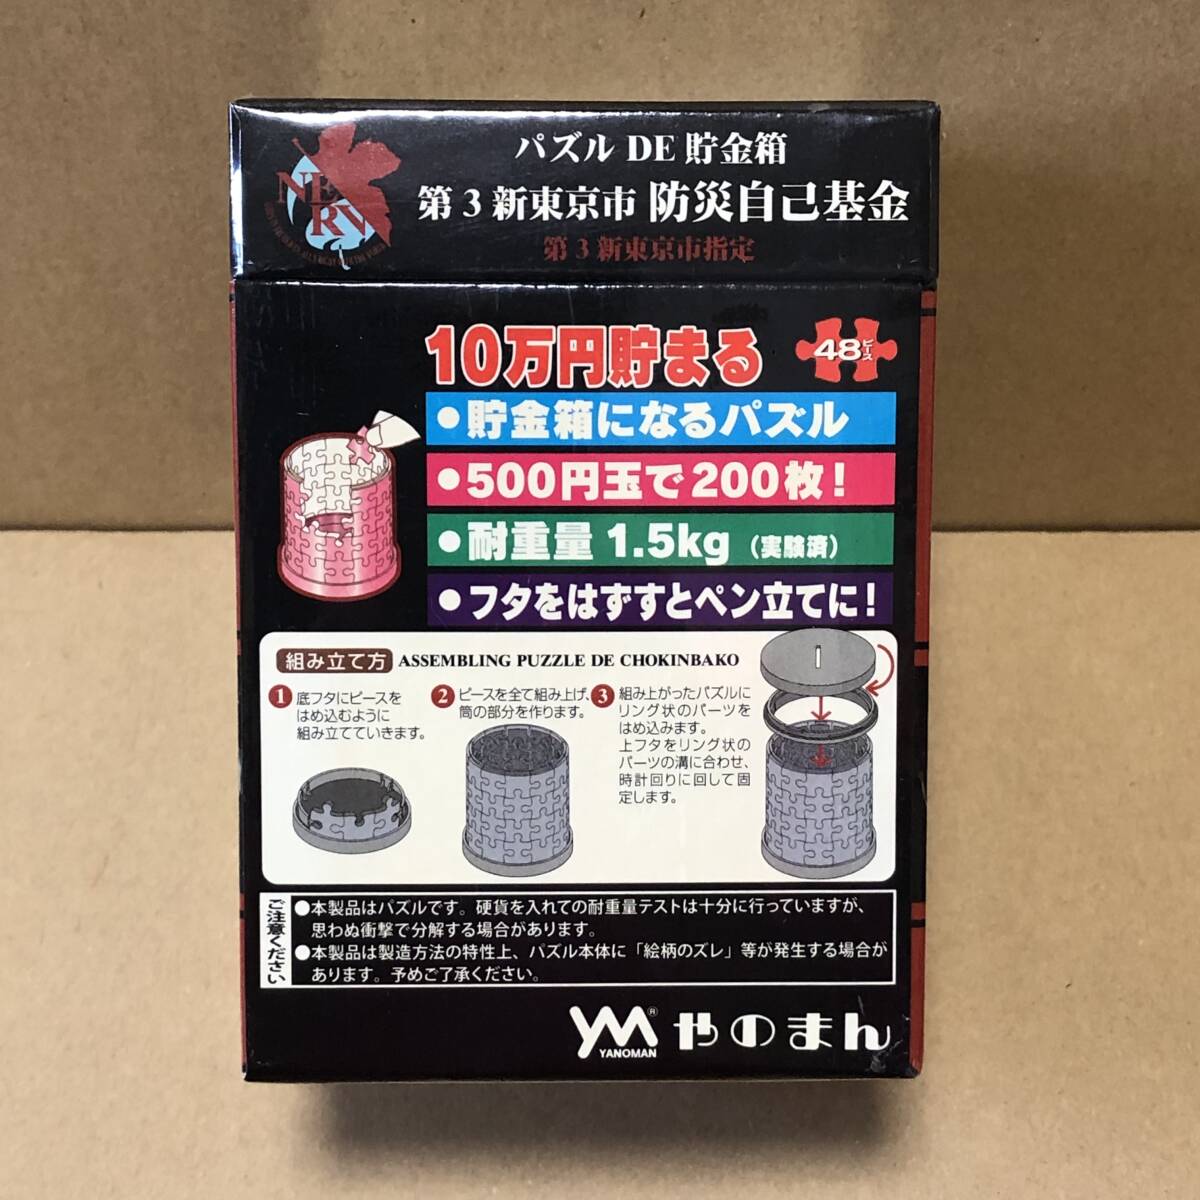 NERV
パズル DE 貯金箱
第3新東京市 防災自己基金
第3新東京市指定
10万円貯まる
48ピース
●貯金箱になるパズル
●500円玉で200枚!
●耐重量1.5kg(実験済)
●フタをはずすとペン立てに!
組み立て方 ASSEMBLING PUZZLE DE CHOKINBAKO
1 底フタにピースを
はめ込むように
組み立てていきます。
2 ピースを全て組み上げ、
筒の部分を作ります。
3 組み上がったパズルに
リング状のパーツを
はめ込みます。
上フタをリング状の
パーツの溝に合わせ、
時計回りに回して固
定します。
ご注意ください
●本製品はパズルです。硬貨を入れての耐重量テストは十分に行っていますが、
思わぬ衝撃で分解する場合があります。
●本製品は製造方法の特性上、パズル本体に「絵柄のズレ」等が発生する場合が
あります。予めご了承ください。
YM® YANOMAN やのまん